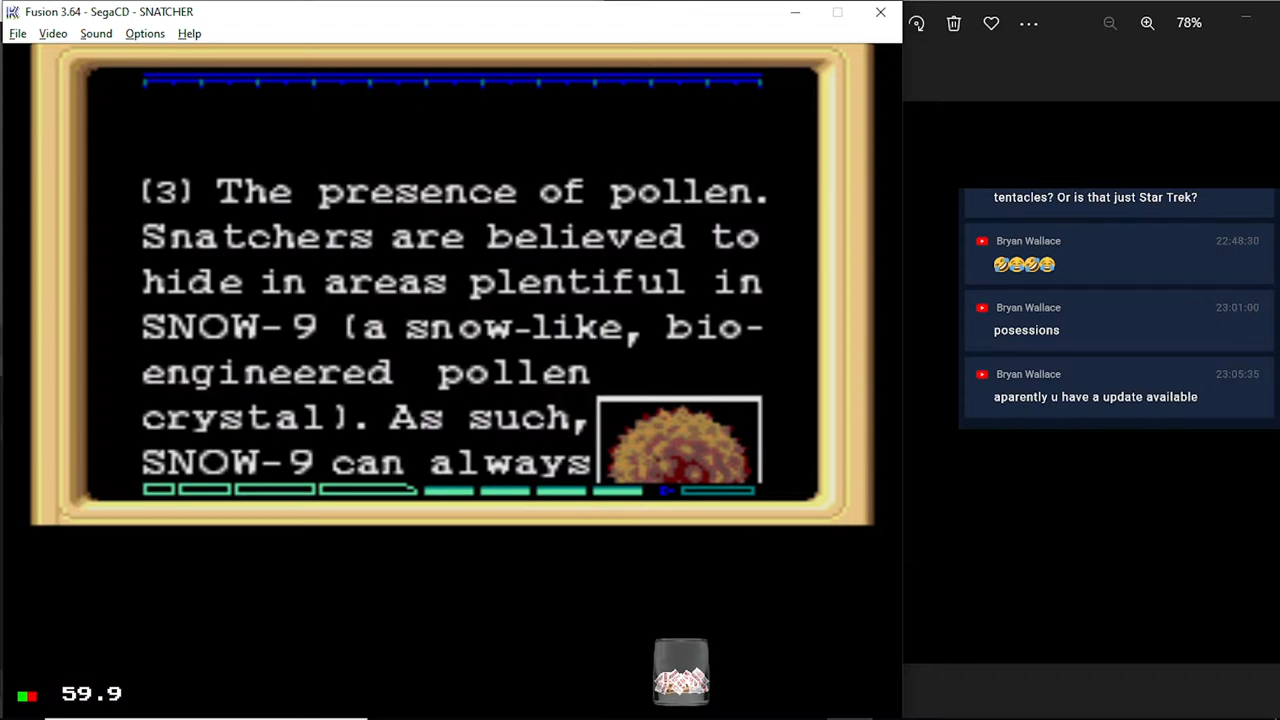 Fusion 3.64 - SegaCD - SNATCHER
File Video Sound Options Help
78%
(3) The presence of pollen.
Snatchers are believed to
hide in areas plentiful in
SNOW-9 (a snow-like, bio-
engineered pollen
crystal). As such,
SNOW-9 can always
59.9
tentacles? Or is that just Star Trek?
Bryan Wallace 22:48:30
🤣😂🤣😂
Bryan Wallace 23:01:00
posessions
Bryan Wallace 23:05:35
aparently u have a update available